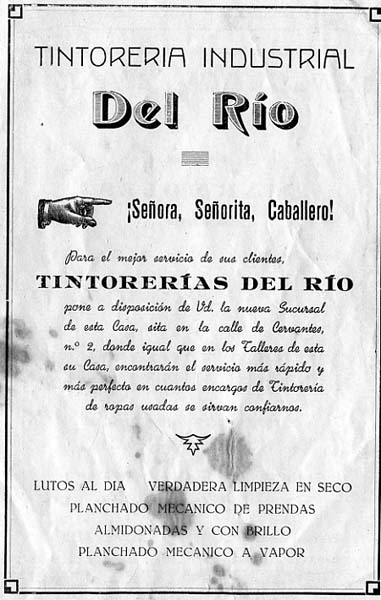 TINTORERIA INDUSTRIAL
Del Río
¡Señora, Señorita, Caballero!
Para el mejor servicio de sus clientes,
TINTORERÍAS DEL RÍO
pone a disposición de Vd. la nueva Sucursal
de esta Casa, sita en la calle de Cervantes,
n.º 2, donde igual que en los Talleres de esta
su Casa, encontrarán el servicio más rápido y
más perfecto en cuantos encargos de Tintorería
de ropas usadas se sirvan confiarnos.
LUTOS AL DIA VERDADERA LIMPIEZA EN SECO
PLANCHADO MECANICO DE PRENDAS
ALMIDONADAS Y CON BRILLO
PLANCHADO MECANICO A VAPOR